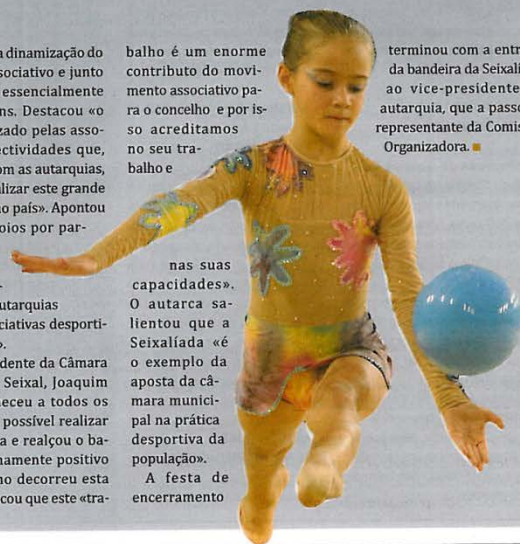 a dinamização do
sociativo e junto
essencialmente
ns. Destacou «o
zado pelas asso-
ectividades que,
om as autarquias,
alizar este grande
o país». Apontou
oios por par-
utarquias
ciativas desporti-
».
dente da Câmara
Seixal, Joaquim
eceu a todos os
possível realizar
a e realçou o ba-
namente positivo
no decorreu esta
cou que este «tra-
balho é um enorme
contributo do movi-
mento associativo pa-
ra o concelho e por is-
so acreditamos
no seu tra-
balho e
nas suas
capacidades».
O autarca sa-
lientou que a
Seixalíada «é
o exemplo da
aposta da câ-
mara munici-
pal na prática
desportiva da
população».
A festa de
encerramento
terminou com a entr
da bandeira da Seixalí
ao vice-presidente
autarquia, que a passo
representante da Comis
Organizadora.